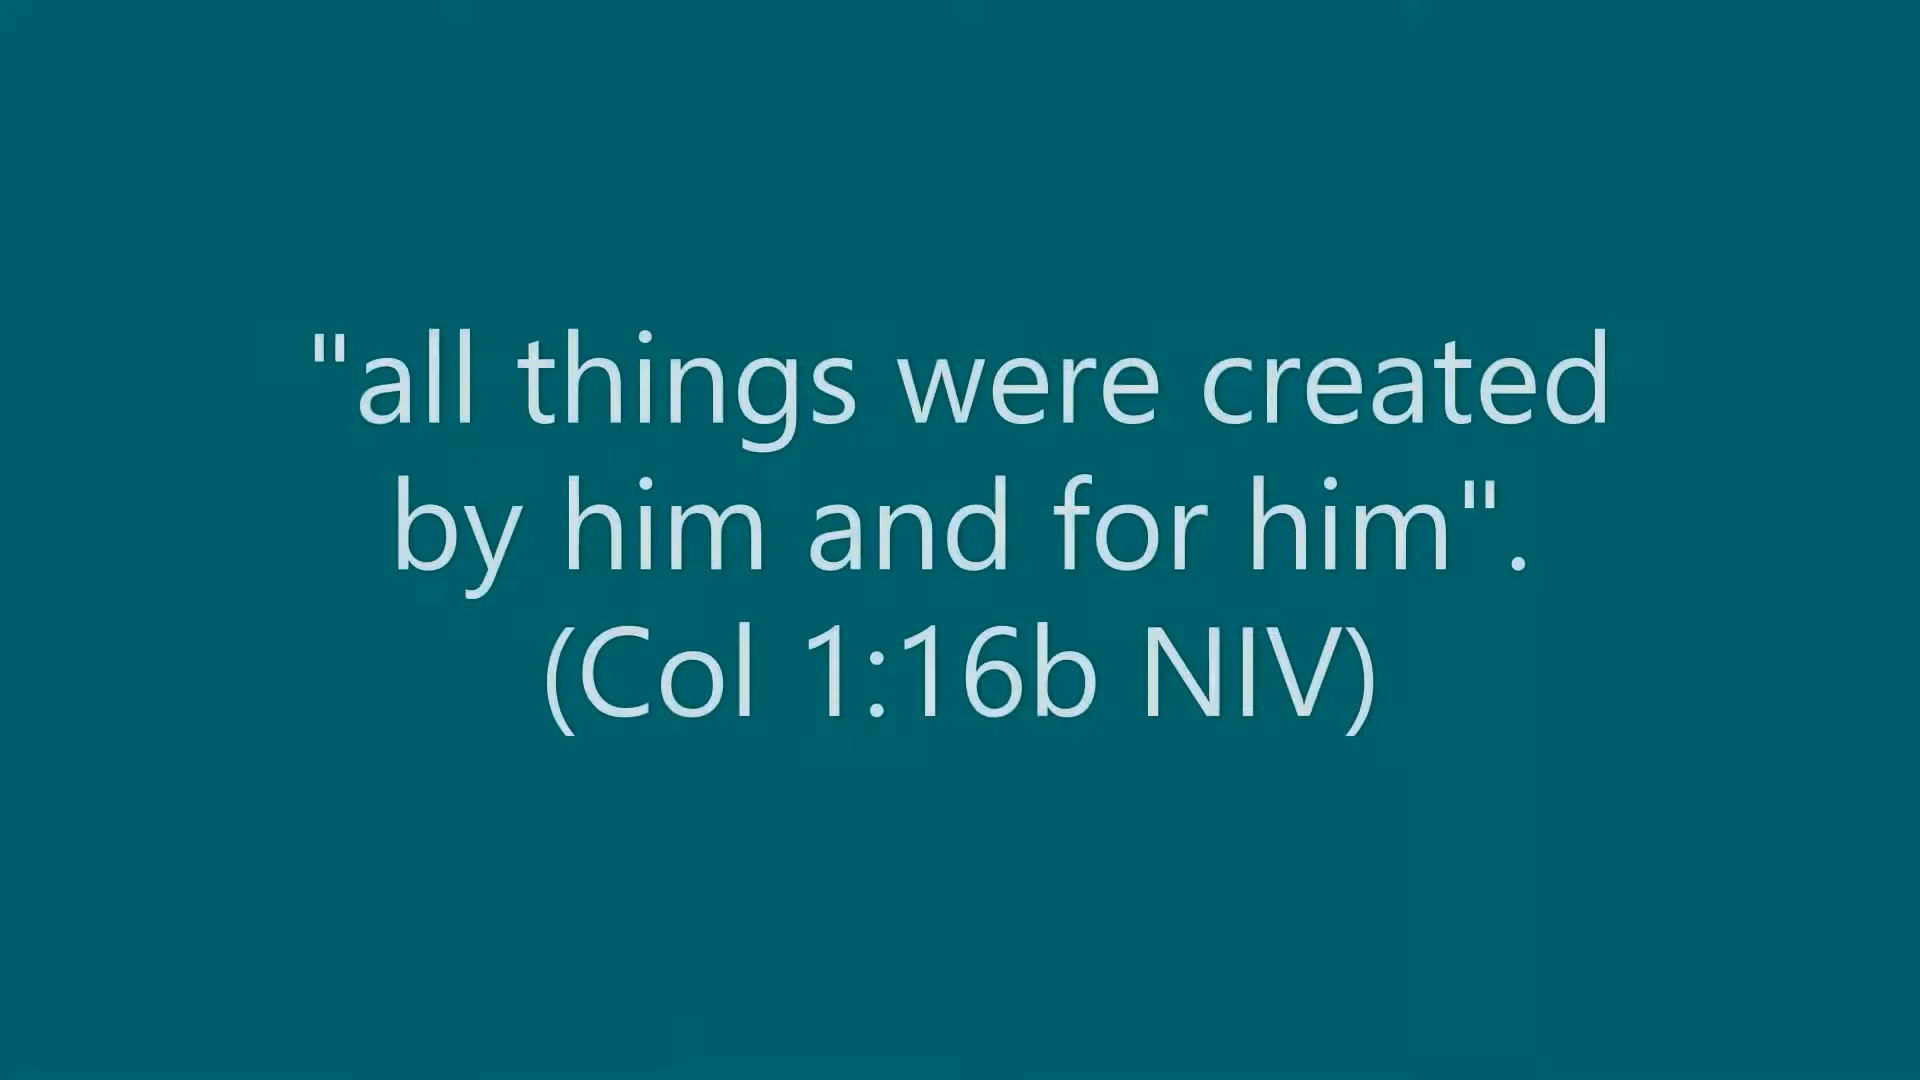 "all things were created
by him and for him".
(Col 1:16b NIV)